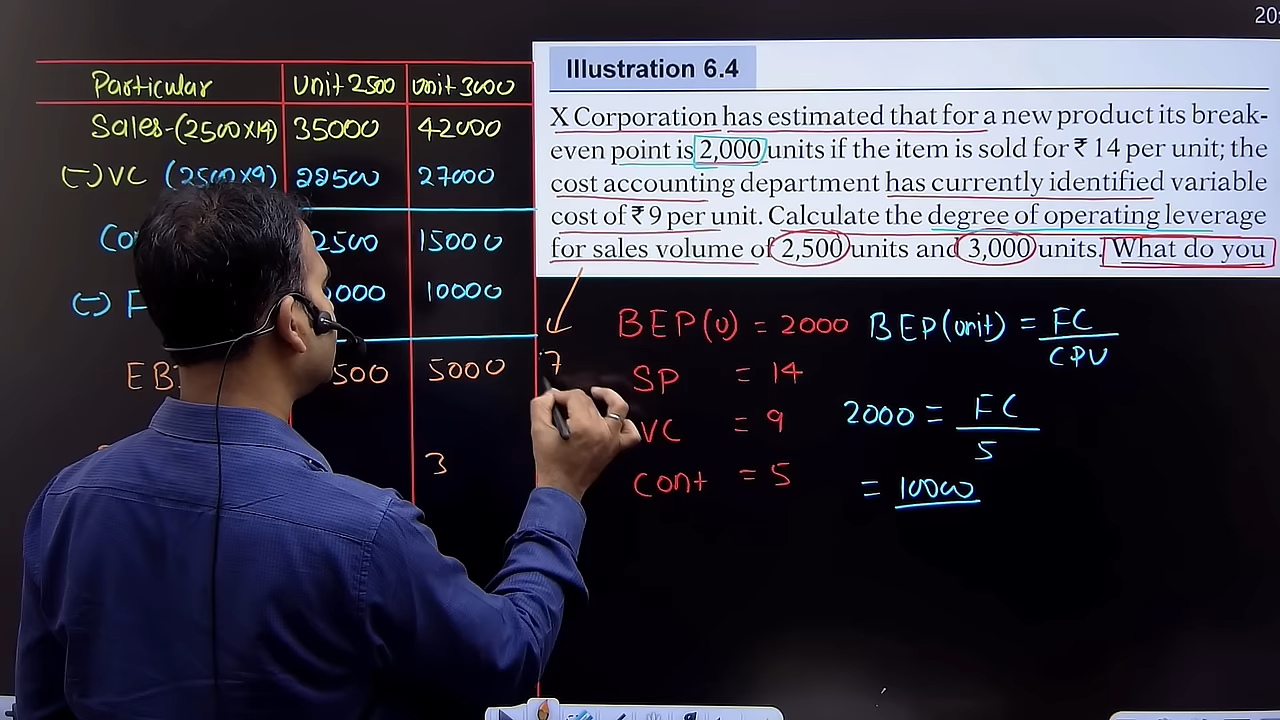 20:
Particular unit 2500 unit 3000
Sales-(2500×14) 35000 42000
(-) VC (2500×9) 22500 27000
2500 15000
(-) F 000 10000
EB 500 5000 7
3
Illustration 6.4
X Corporation has estimated that for a new product its break-
even point is 2,000 units if the item is sold for ₹ 14 per unit; the
cost accounting department has currently identified variable
cost of ₹ 9 per unit. Calculate the degree of operating leverage
for sales volume of 2,500 units and 3,000 units. What do you
BEP(U) = 2000 BEP(unit) = FC
CPU
SP = 14
VC = 9 2000 = FC
5
Cont = 5
= 10000